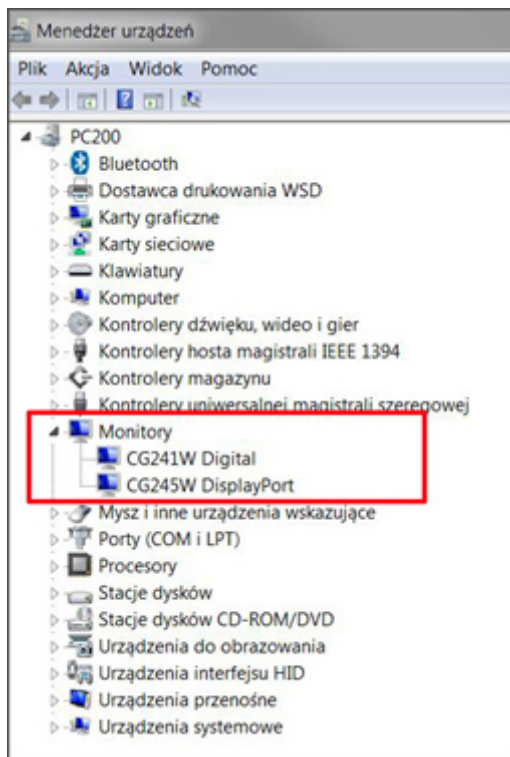 Menedżer urządzeń
Plik Akcja Widok Pomoc
PC200
Bluetooth
Dostawca drukowania WSD
Karty graficzne
Karty sieciowe
Klawiatury
Komputer
Kontrolery dźwięku, wideo i gier
Kontrolery hosta magistrali IEEE 1394
Kontrolery magazynu
Kontrolery uniwersalnej magistrali szeregowej
Monitory
CG241W Digital
CG245W DisplayPort
Mysz i inne urządzenia wskazujące
Porty (COM i LPT)
Procesory
Stacje dysków
Stacje dysków CD-ROM/DVD
Urządzenia do obrazowania
Urządzenia interfejsu HID
Urządzenia przenośne
Urządzenia systemowe